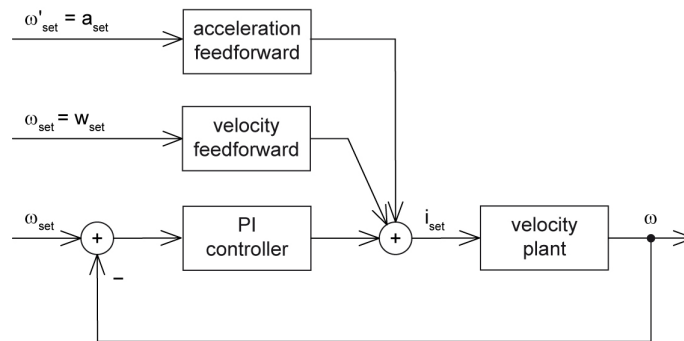 ω'set = aset
acceleration
feedforward
ωset = wset
velocity
feedforward
ωset
+
−
PI
controller
+
iset
velocity
plant
ω